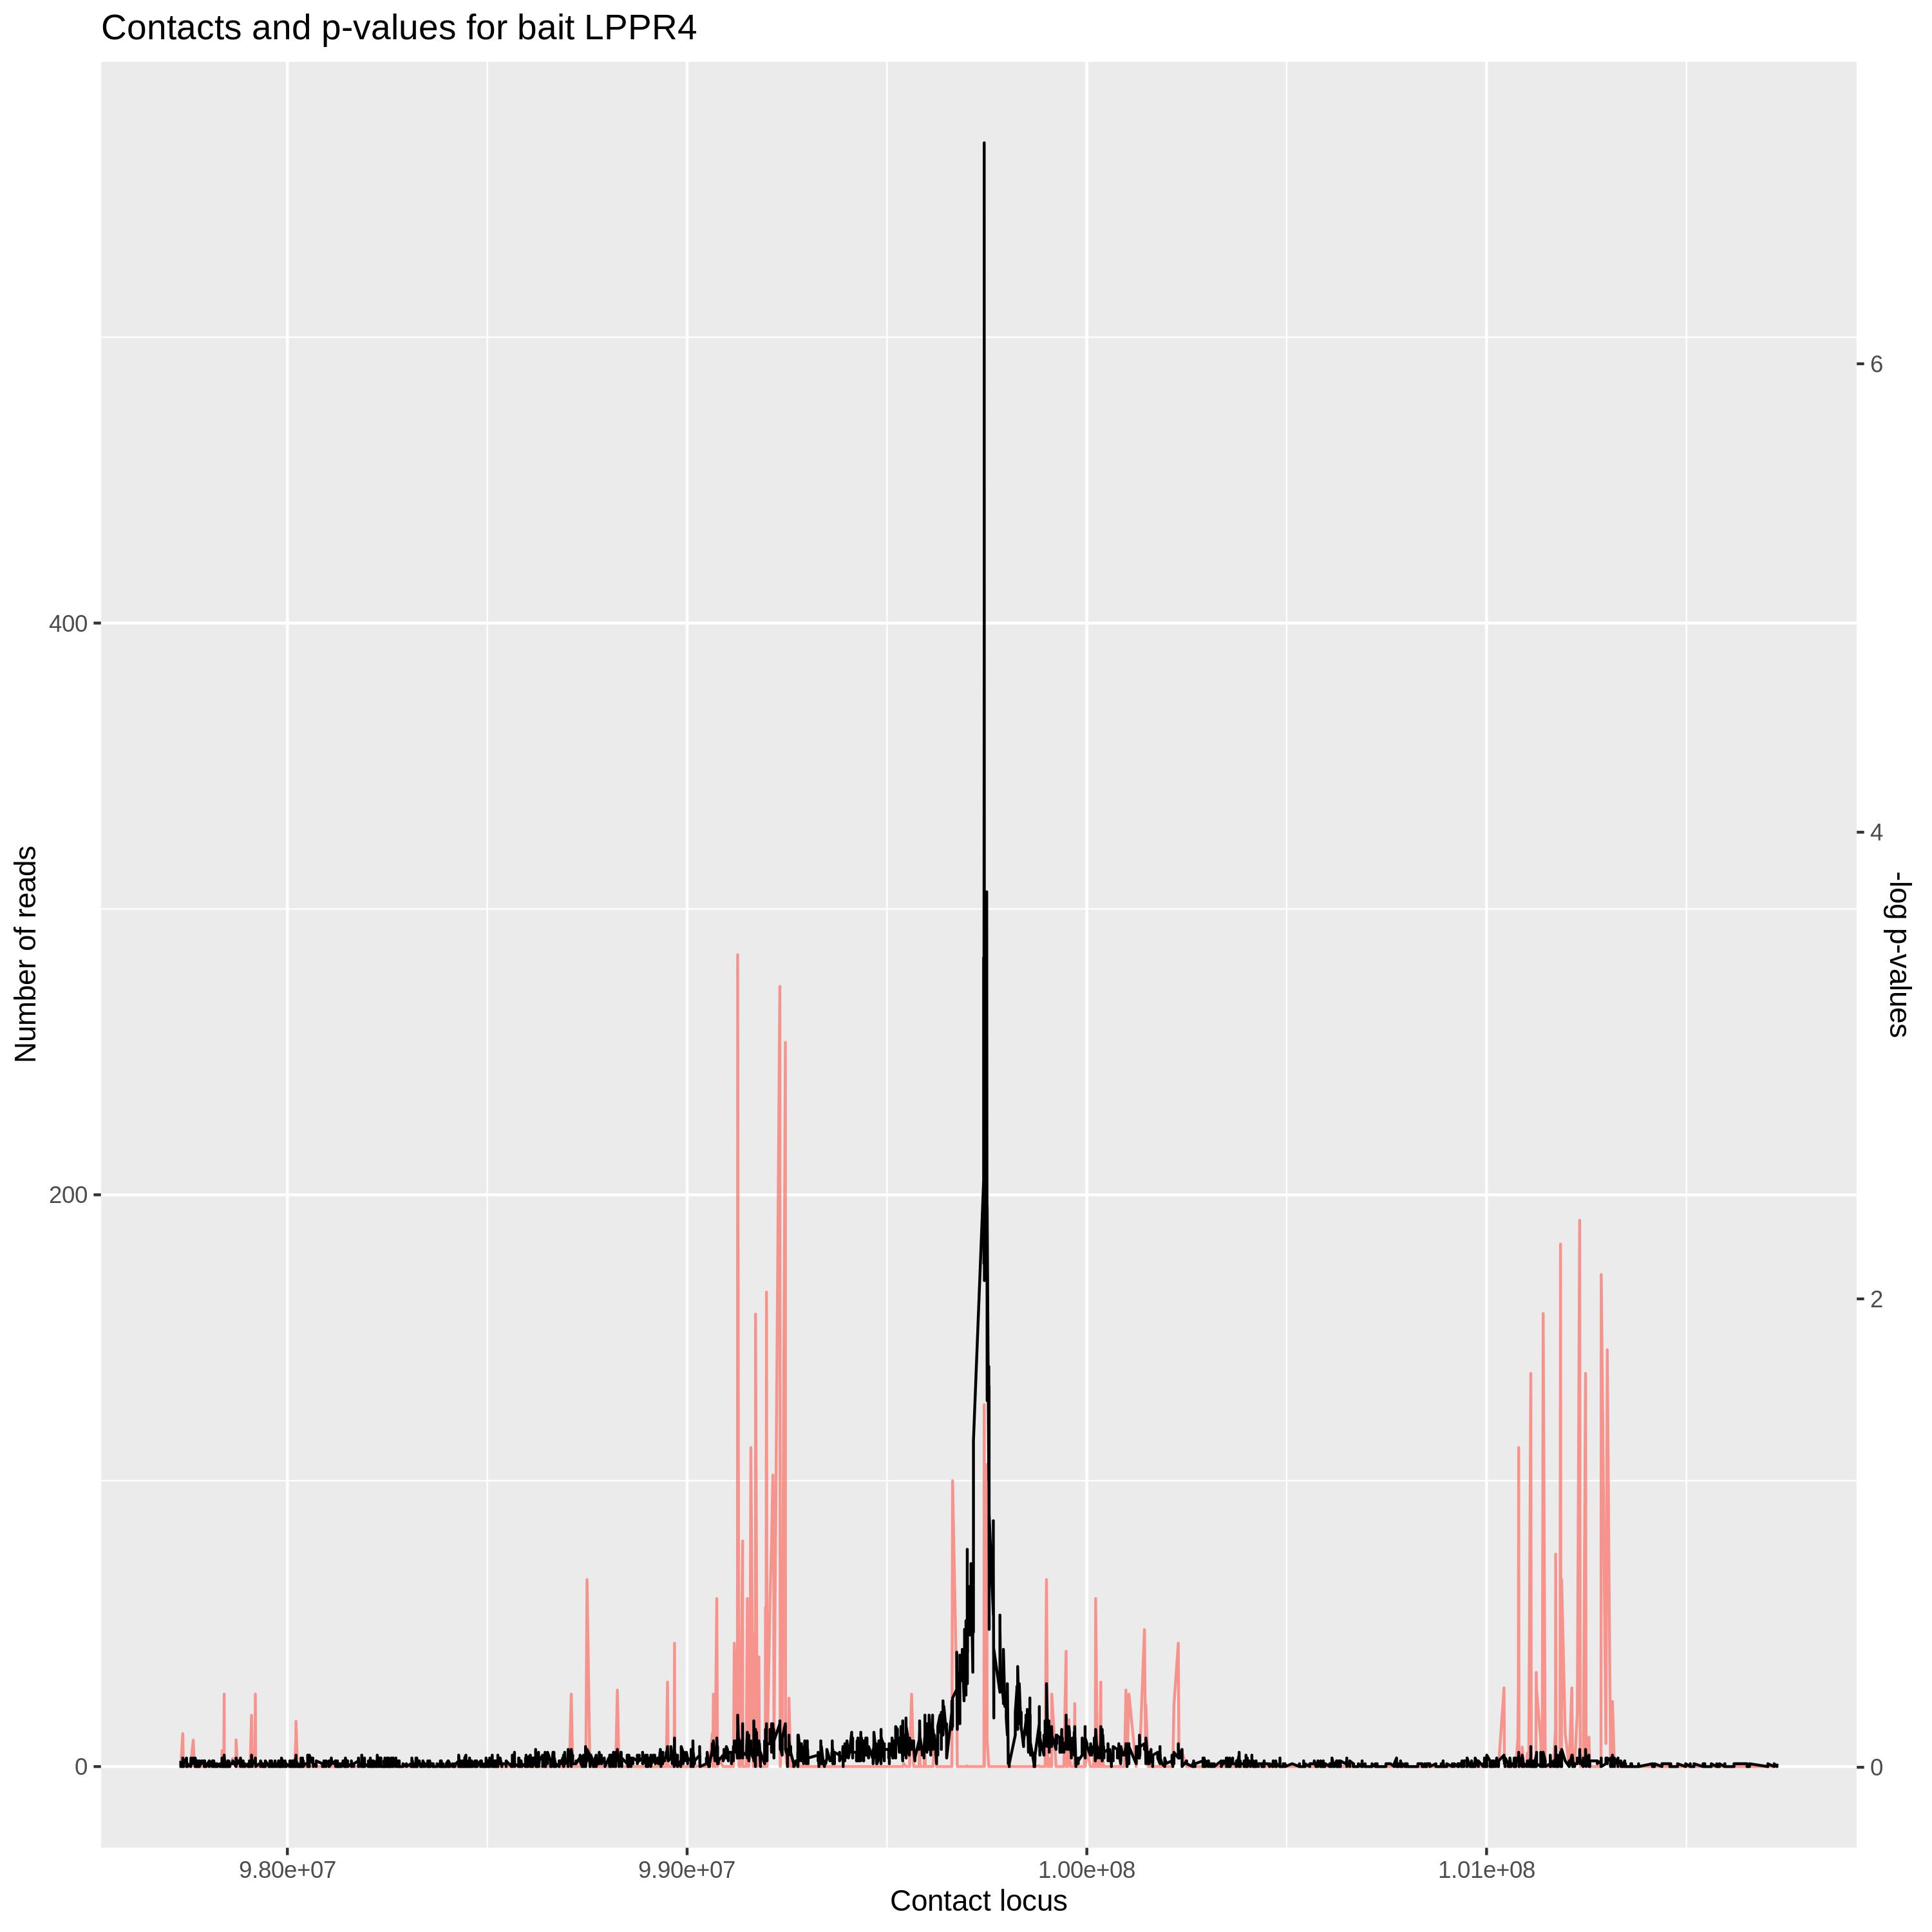 Contacts and p-values for bait LPPR4
Number of reads
400
200
0
6
4
2
0
-log p-values
9.80e+07
9.90e+07
1.00e+08
1.01e+08
Contact locus